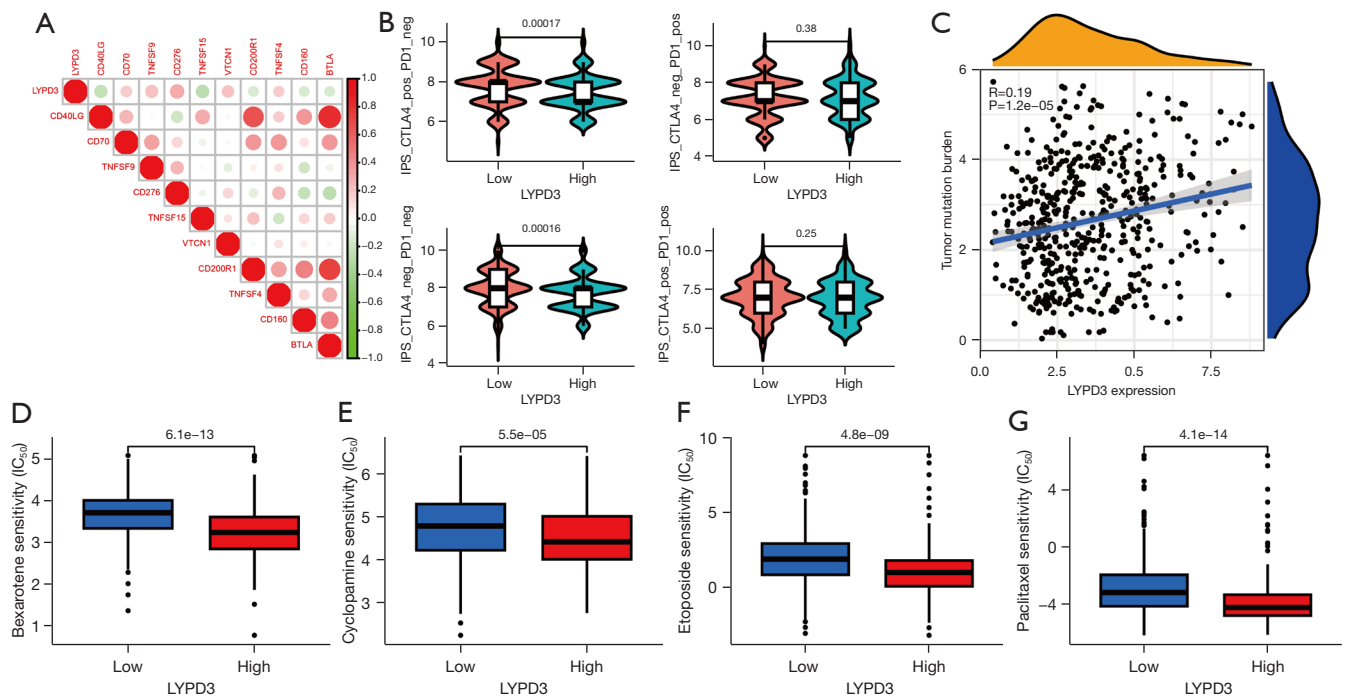 A
LYPD3
CD40LG
CD70
TNFSF9
CD276
TNFSF15
VTCN1
CD200R1
TNFSF4
CD160
BTLA
LYPD3
CD40LG
CD70
TNFSF9
CD276
TNFSF15
VTCN1
CD200R1
TNFSF4
CD160
BTLA
1.0
0.8
0.6
0.4
0.2
0.0
−0.2
−0.4
−0.6
−0.8
−1.0
B
IPS_CTLA4_pos_PD1_neg
10
8
6
0.00017
Low High
LYPD3
IPS_CTLA4_neg_PD1_pos
10
8
6
4
0.38
Low High
LYPD3
IPS_CTLA4_neg_PD1_neg
10
8
6
4
0.00016
Low High
LYPD3
IPS_CTLA4_pos_PD1_pos
10.0
7.5
5.0
0.25
Low High
LYPD3
C
R=0.19
P=1.2e−05
Tumor mutation burden
6
4
2
0
0.0 2.5 5.0 7.5
LYPD3 expression
D
6.1e−13
Bexarotene sensitivity (IC50)
5
4
3
2
1
Low High
LYPD3
E
5.5e−05
Cyclopamine sensitivity (IC50)
6
5
4
3
Low High
LYPD3
F
4.8e−09
Etoposide sensitivity (IC50)
10
5
0
Low High
LYPD3
G
4.1e−14
Paclitaxel sensitivity (IC50)
4
0
−4
Low High
LYPD3